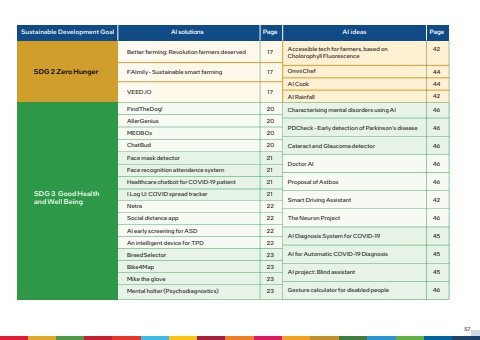 Sustainable Development Goal AI solutions Page AI ideas Page
SDG 2 Zero Hunger
Better farming: Revolution farmers deserved 17
FAImily - Sustainable smart farming 17
VEED.IO 17
Accessible tech for farmers, based on
Cholorophyll Fluorescence 42
OmniChef 44
AI Cook 44
AI Rainfall 42
SDG 3 Good Health
and Well Being
FindTheDog! 20
AllerGenius 20
MEDBOs 20
ChatBud 20
Face mask detector 21
Face recognition attendance system 21
Healthcare chatbot for COVID-19 patient 21
I Log U: COVID spread tracker 21
Netra 22
Social distance app 22
AI early screening for ASD 22
An intelligent device for TPD 22
BreedSelector 23
Bike4Map 23
Mike the glove 23
Mental holter (Psychodiagnostics) 23
Characterising mental disorders using AI 46
PDCheck - Early detection of Parkinson's disease 46
Cataract and Glaucoma detector 46
Doctor AI 46
Proposal of Astbox 46
Smart Driving Assistant 42
The Neuron Project 46
AI Diagnosis System for COVID-19 45
AI for Automatic COVID-19 Diagnosis 45
AI project: Blind assistant 45
Gesture calculator for disabled people 46
57